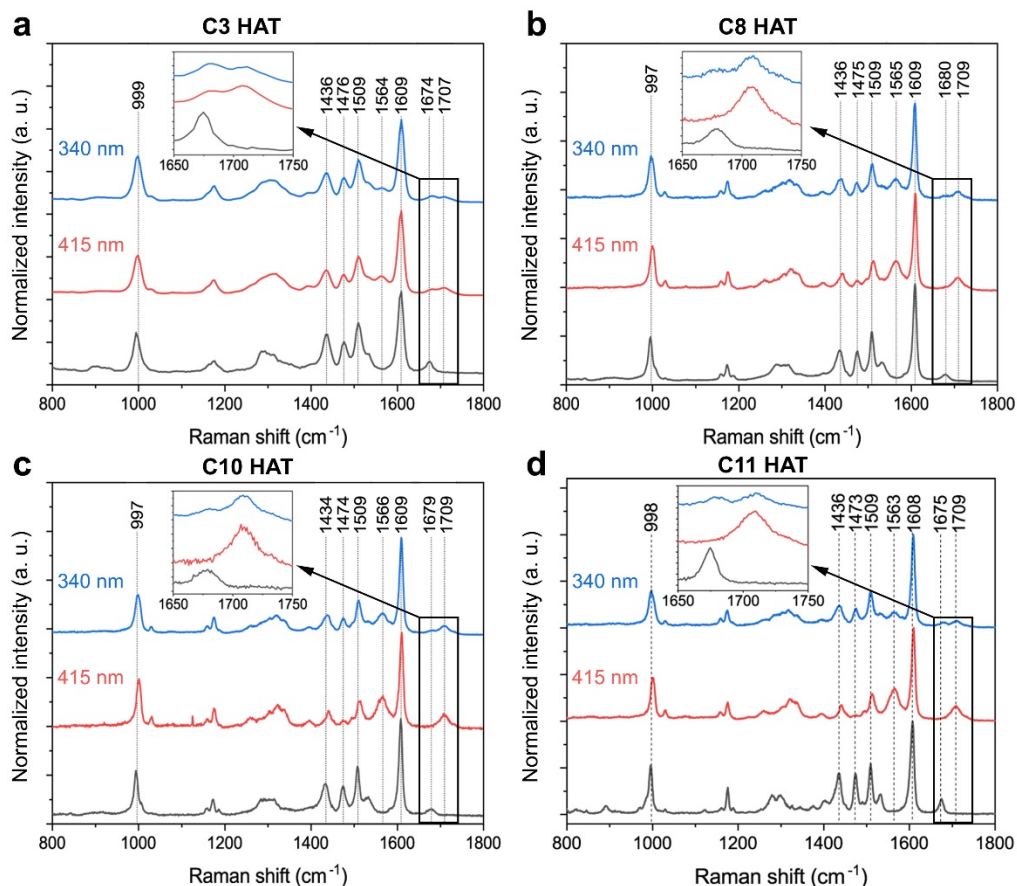 a
C3 HAT
Normalized intensity (a. u.)
999
1436
1476
1509
1564
1609
1674
1707
1650 1700 1750
340 nm
415 nm
800 1000 1200 1400 1600 1800
Raman shift (cm⁻¹)
b
C8 HAT
Normalized intensity (a. u.)
997
1436
1475
1509
1565
1609
1680
1709
1650 1700 1750
340 nm
415 nm
800 1000 1200 1400 1600 1800
Raman shift (cm⁻¹)
c
C10 HAT
Normalized intensity (a. u.)
997
1434
1474
1509
1566
1609
1679
1709
1650 1700 1750
340 nm
415 nm
800 1000 1200 1400 1600 1800
Raman shift (cm⁻¹)
d
C11 HAT
Normalized intensity (a. u.)
998
1436
1473
1509
1563
1608
1675
1709
1650 1700 1750
340 nm
415 nm
800 1000 1200 1400 1600 1800
Raman shift (cm⁻¹)